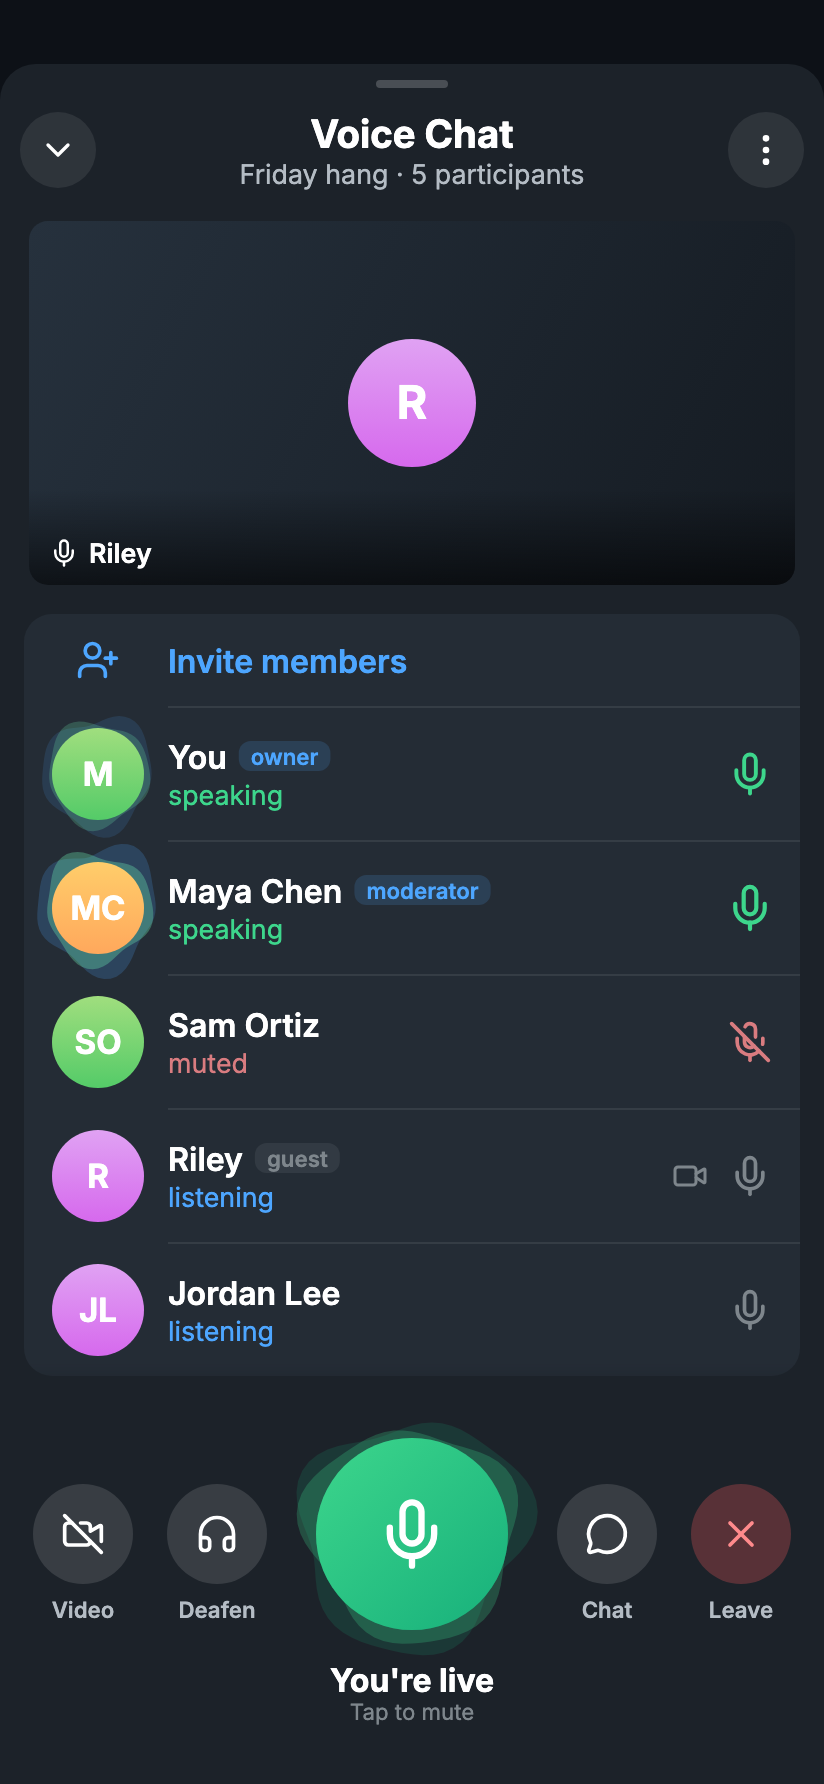 Voice Chat
Friday hang · 5 participants
R
Riley
Invite members
M
You owner
speaking
MC
Maya Chen moderator
speaking
SO
Sam Ortiz
muted
R
Riley guest
listening
JL
Jordan Lee
listening
Video
Deafen
Chat
Leave
You're live
Tap to mute